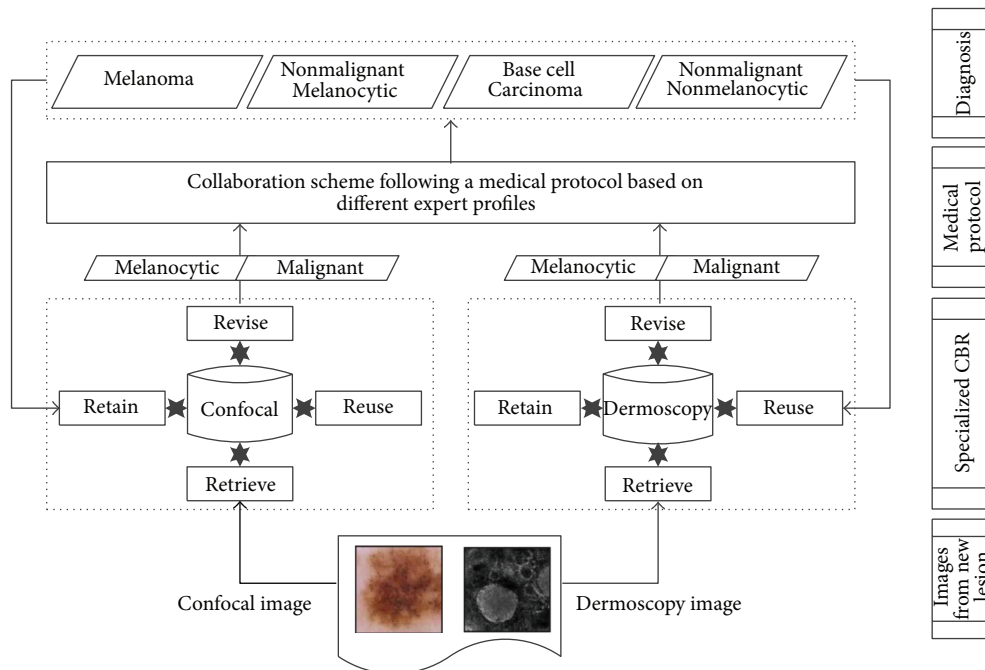 Melanoma
Nonmalignant
Melanocytic
Base cell
Carcinoma
Nonmalignant
Nonmelanocytic
Diagnosis
Collaboration scheme following a medical protocol based on
different expert profiles
Medical
protocol
Melanocytic
Malignant
Melanocytic
Malignant
Revise
Retain
Confocal
Reuse
Retrieve
Revise
Retain
Dermoscopy
Reuse
Retrieve
Specialized CBR
Confocal image
Dermoscopy image
Images
from new
lesion